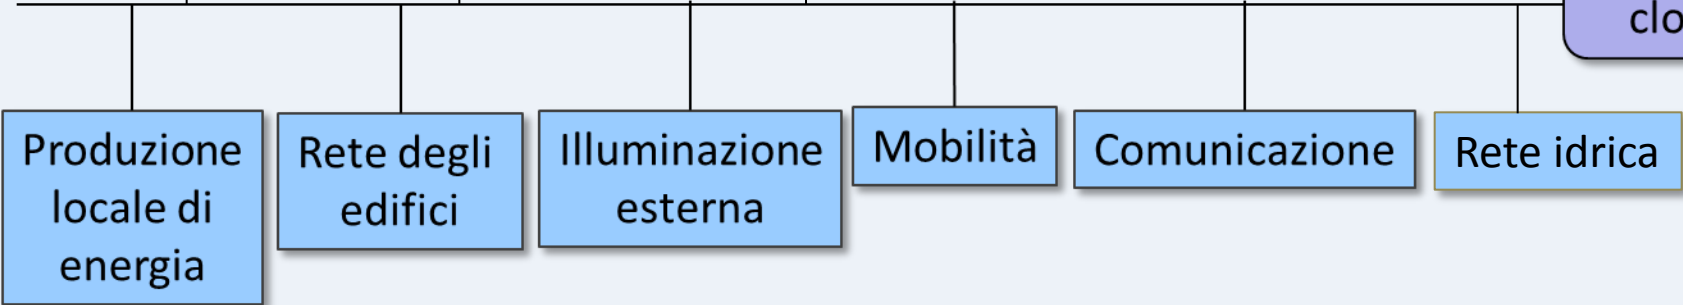 Produzione
locale di
energia
Rete degli
edifici
Illuminazione
esterna
Mobilità
Comunicazione
Rete idrica